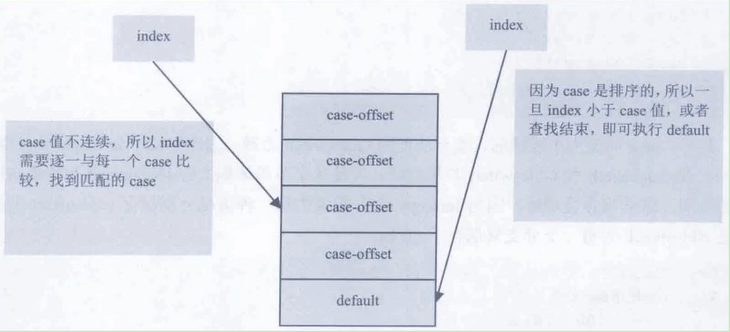 index
index
case 值不连续，所以 index
需要逐一与每一个 case 比
较，找到匹配的 case
case-offset
case-offset
case-offset
case-offset
default
因为 case 是排序的，所以一
旦 index 小于 case 值，或者
查找结束，即可执行 default